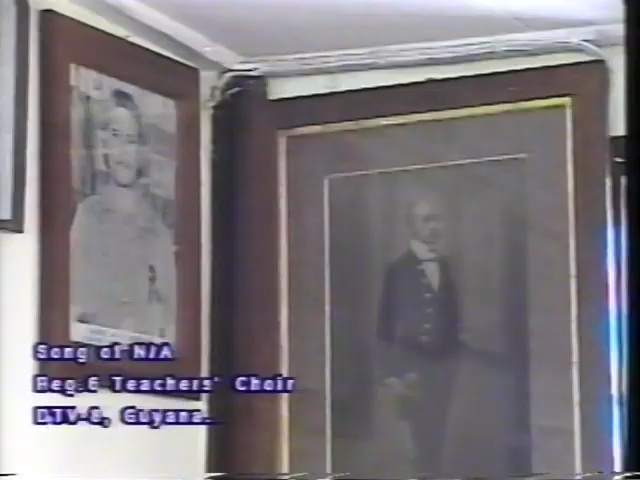 Song of N/A
Reg.6 Teachers' Choir
DTV-8, Guyana..